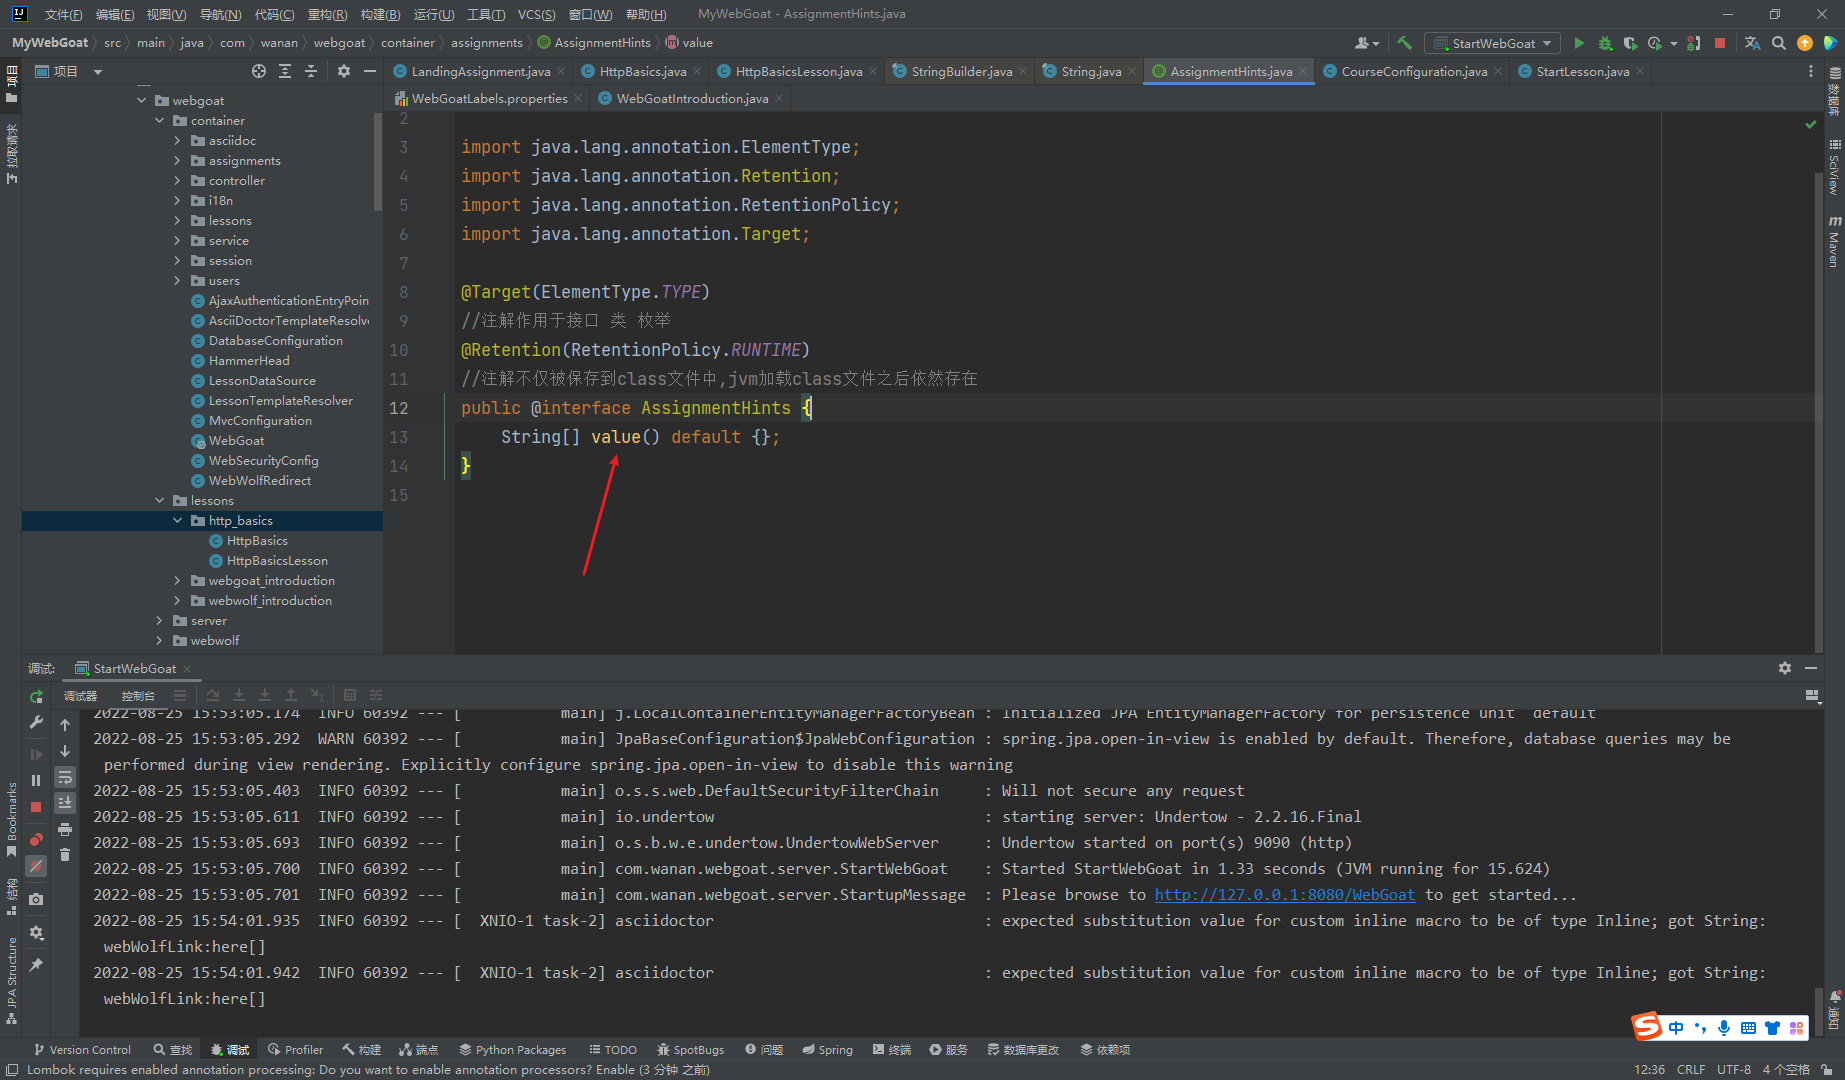 文件(F) 编辑(E) 视图(V) 导航(N) 代码(C) 重构(R) 构建(B) 运行(U) 工具(T) VCS(S) 窗口(W) 帮助(H) MyWebGoat - AssignmentHints.java
MyWebGoat src main java com wanan webgoat container assignments AssignmentHints value StartWebGoat
项目
LandingAssignment.java HttpBasics.java HttpBasicsLesson.java StringBuilder.java String.java AssignmentHints.java CourseConfiguration.java StartLesson.java
WebGoatLabels.properties WebGoatIntroduction.java
项目
拉取请求
Bookmarks
结构
JPA Structure
webgoat
container
asciidoc
assignments
controller
i18n
lessons
service
session
users
AjaxAuthenticationEntryPoin
AsciiDoctorTemplateResolv
DatabaseConfiguration
HammerHead
LessonDataSource
LessonTemplateResolver
MvcConfiguration
WebGoat
WebSecurityConfig
WebWolfRedirect
lessons
http_basics
HttpBasics
HttpBasicsLesson
webgoat_introduction
webwolf_introduction
server
webwolf
2
3 import java.lang.annotation.ElementType;
4 import java.lang.annotation.Retention;
5 import java.lang.annotation.RetentionPolicy;
6 import java.lang.annotation.Target;
7
8 @Target(ElementType.TYPE)
9 //注解作用于接口 类 枚举
10 @Retention(RetentionPolicy.RUNTIME)
11 //注解不仅被保存到class文件中,jvm加载class文件之后依然存在
12 public @interface AssignmentHints {
13 String[] value() default {};
14 }
15
数据库
SciView
m Maven
通知
调试: StartWebGoat
调试器 控制台
2022-08-25 15:53:05.174 INFO 60392 --- [ main] j.LocalContainerEntityManagerFactoryBean : Initialized JPA EntityManagerFactory for persistence unit 'default'
2022-08-25 15:53:05.292 WARN 60392 --- [ main] JpaBaseConfiguration$JpaWebConfiguration : spring.jpa.open-in-view is enabled by default. Therefore, database queries may be
performed during view rendering. Explicitly configure spring.jpa.open-in-view to disable this warning
2022-08-25 15:53:05.403 INFO 60392 --- [ main] o.s.s.web.DefaultSecurityFilterChain : Will not secure any request
2022-08-25 15:53:05.611 INFO 60392 --- [ main] io.undertow : starting server: Undertow - 2.2.16.Final
2022-08-25 15:53:05.693 INFO 60392 --- [ main] o.s.b.w.e.undertow.UndertowWebServer : Undertow started on port(s) 9090 (http)
2022-08-25 15:53:05.700 INFO 60392 --- [ main] com.wanan.webgoat.server.StartWebGoat : Started StartWebGoat in 1.33 seconds (JVM running for 15.624)
2022-08-25 15:53:05.701 INFO 60392 --- [ main] com.wanan.webgoat.server.StartupMessage : Please browse to http://127.0.0.1:8080/WebGoat to get started...
2022-08-25 15:54:01.935 INFO 60392 --- [ XNIO-1 task-2] asciidoctor : expected substitution value for custom inline macro to be of type Inline; got String:
webWolfLink:here[]
2022-08-25 15:54:01.942 INFO 60392 --- [ XNIO-1 task-2] asciidoctor : expected substitution value for custom inline macro to be of type Inline; got String:
webWolfLink:here[]
S 中
Version Control 查找 调试 Profiler 构建 端点 Python Packages TODO SpotBugs 问题 Spring 终端 服务 数据库更改 依赖项
Lombok requires enabled annotation processing: Do you want to enable annotation processors? Enable (3 分钟 之前) 12:36 CRLF UTF-8 4 个空格